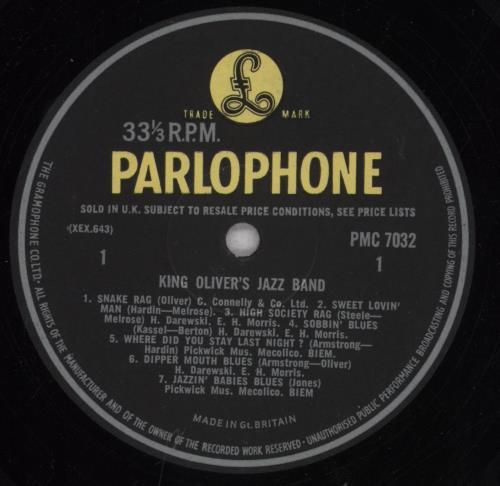 £
TRADE MARK
33⅓ R.P.M.
PARLOPHONE
SOLD IN U.K. SUBJECT TO RESALE PRICE CONDITIONS, SEE PRICE LISTS
(XEX.643)
PMC 7032
1
1
KING OLIVER'S JAZZ BAND
1. SNAKE RAG (Oliver) C. Connelly & Co. Ltd. 2. SWEET LOVIN'
MAN (Hardin—Melrose). 3. HIGH SOCIETY RAG (Steele—
Melrose) H. Darewski. E. H. Morris. 4. SOBBIN' BLUES
(Kassel—Berton) H. Darewski. E. H. Morris.
5. WHERE DID YOU STAY LAST NIGHT? (Armstrong—
Hardin) Pickwick Mus. Mecolico. BIEM.
6. DIPPER MOUTH BLUES (Armstrong—Oliver)
H. Darewski. E. H. Morris.
7. JAZZIN' BABIES BLUES (Jones)
Pickwick Mus. Mecolico. BIEM
MADE IN Gt. BRITAIN
THE GRAMOPHONE CO. LTD. · ALL RIGHTS OF THE MANUFACTURER AND OF THE OWNER OF THE RECORDED WORK RESERVED · UNAUTHORISED PUBLIC PERFORMANCE BROADCASTING AND COPYING OF THIS RECORD PROHIBITED